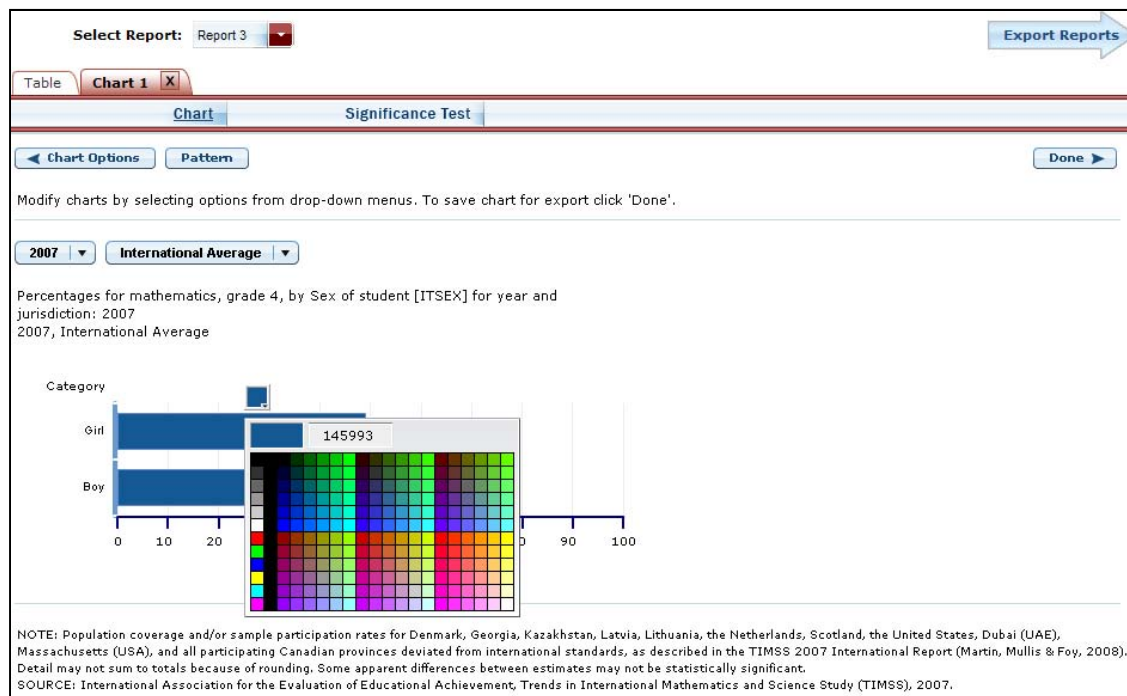 Select Report: Report 3
Export Reports
Table Chart 1 X
Chart Significance Test
Chart Options Pattern Done
Modify charts by selecting options from drop-down menus. To save chart for export click 'Done'.
2007 International Average
Percentages for mathematics, grade 4, by Sex of student [ITSEX] for year and
jurisdiction: 2007
2007, International Average
Category
Girl
145993
Boy
0 10 20 0 90 100
NOTE: Population coverage and/or sample participation rates for Denmark, Georgia, Kazakhstan, Latvia, Lithuania, the Netherlands, Scotland, the United States, Dubai (UAE),
Massachusetts (USA), and all participating Canadian provinces deviated from international standards, as described in the TIMSS 2007 International Report (Martin, Mullis & Foy, 2008).
Detail may not sum to totals because of rounding. Some apparent differences between estimates may not be statistically significant.
SOURCE: International Association for the Evaluation of Educational Achievement, Trends in International Mathematics and Science Study (TIMSS), 2007.